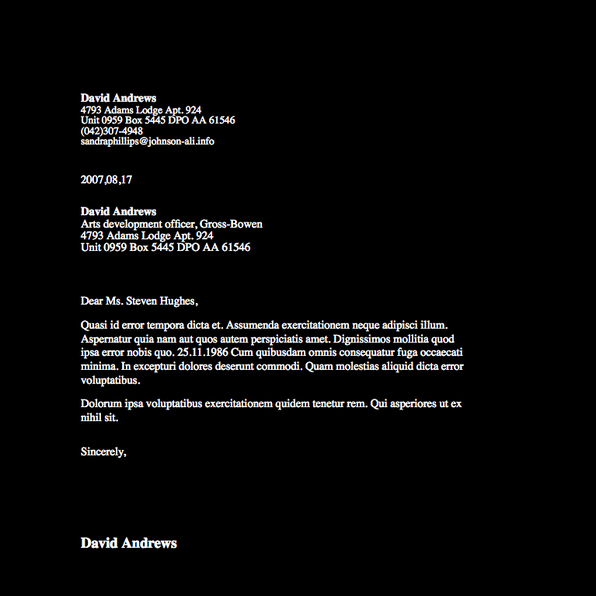 David Andrews
4793 Adams Lodge Apt. 924
Unit 0959 Box 5445 DPO AA 61546
(042)307-4948
sandraphillips@johnson-ali.info
2007,08,17
David Andrews
Arts development officer, Gross-Bowen
4793 Adams Lodge Apt. 924
Unit 0959 Box 5445 DPO AA 61546
Dear Ms. Steven Hughes,
Quasi id error tempora dicta et. Assumenda exercitationem neque adipisci illum.
Aspernatur quia nam aut quos autem perspiciatis amet. Dignissimos mollitia quod
ipsa error nobis quo. 25.11.1986 Cum quibusdam omnis consequatur fuga occaecati
minima. In excepturi dolores deserunt commodi. Quam molestias aliquid dicta error
voluptatibus.
Dolorum ipsa voluptatibus exercitationem quidem tenetur rem. Qui asperiores ut ex
nihil sit.
Sincerely,
David Andrews